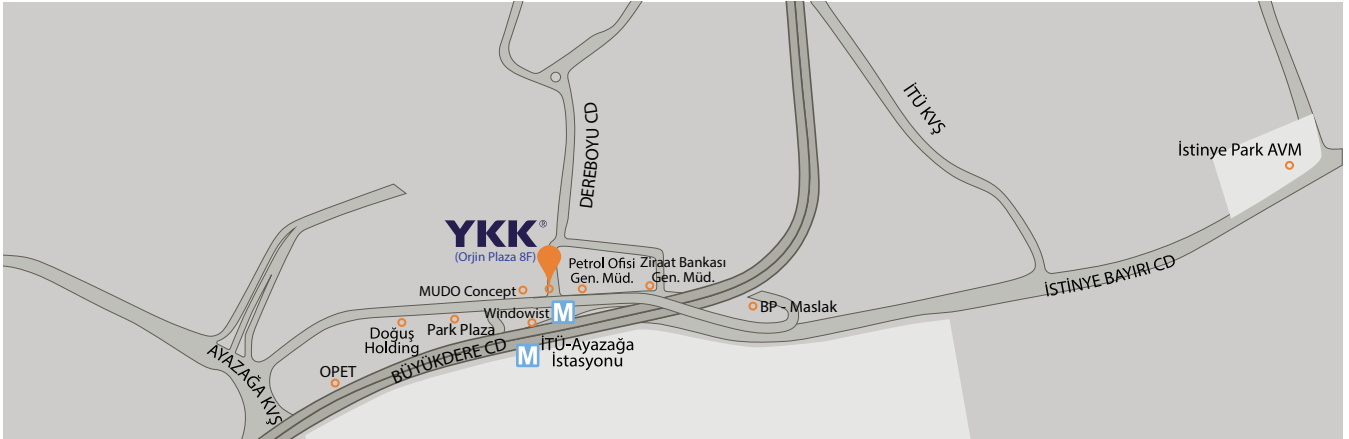 DEREBOYU CD
İTÜ KVŞ
İstinye Park AVM
YKK®
(Orjin Plaza 8F)
Petrol Ofisi
Gen. Müd.
Ziraat Bankası
Gen. Müd.
İSTİNYE BAYIRI CD
MUDO Concept
BP - Maslak
Windowist
M
Doğuş
Holding
Park Plaza
BÜYÜKDERE CD
M
İTÜ-Ayazağa
İstasyonu
OPET
AYAZAĞA KVŞ